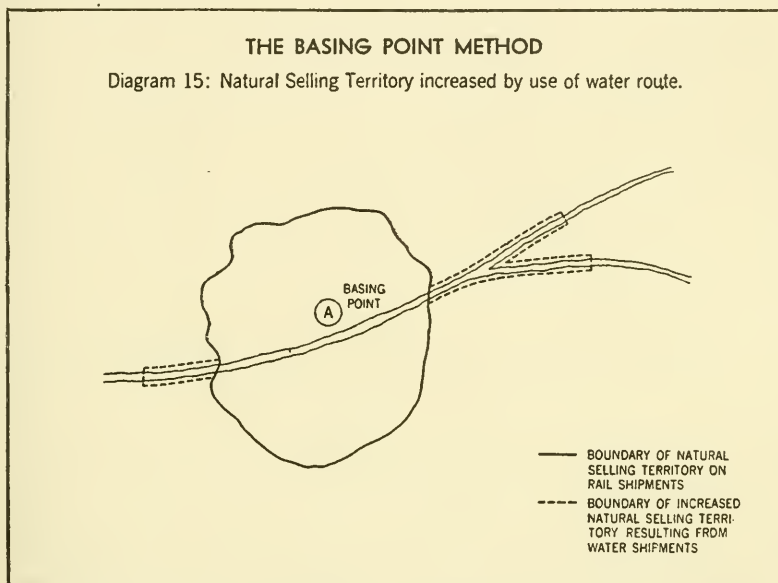 THE BASING POINT METHOD
Diagram 15: Natural Selling Territory increased by use of water route.
BASING
POINT
A
BOUNDARY OF NATURAL
SELLING TERRITORY ON
RAIL SHIPMENTS
BOUNDARY OF INCREASED
NATURAL SELLING TERRI-
TORY RESULTING FROM
WATER SHIPMENTS